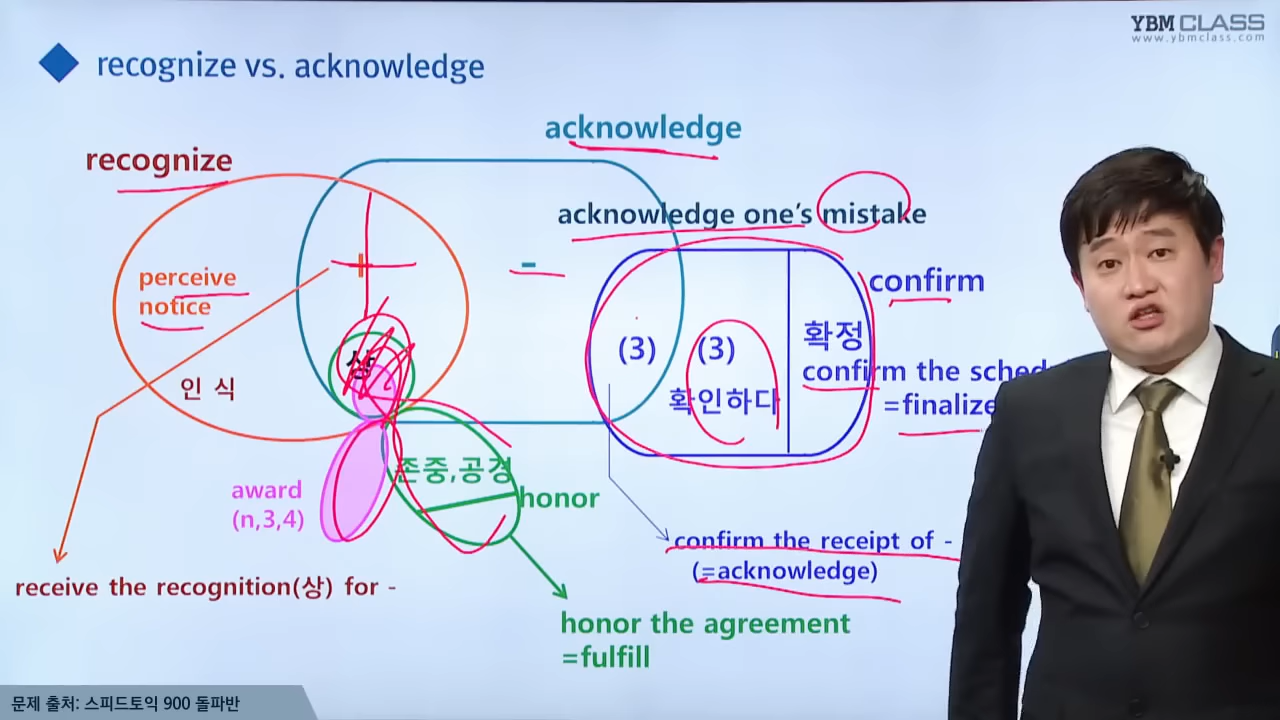 YBM CLASS
www.ybmclass.com
recognize vs. acknowledge
acknowledge
recognize
acknowledge one's mistake
perceive
notice
+
-
confirm
상
인 식
(3)
(3)
확인하다
확정
confirm the sched
=finalize
존중,공경
honor
award
(n,3,4)
confirm the receipt of -
(=acknowledge)
receive the recognition(상) for -
honor the agreement
=fulfill
문제 출처: 스피드토익 900 돌파반